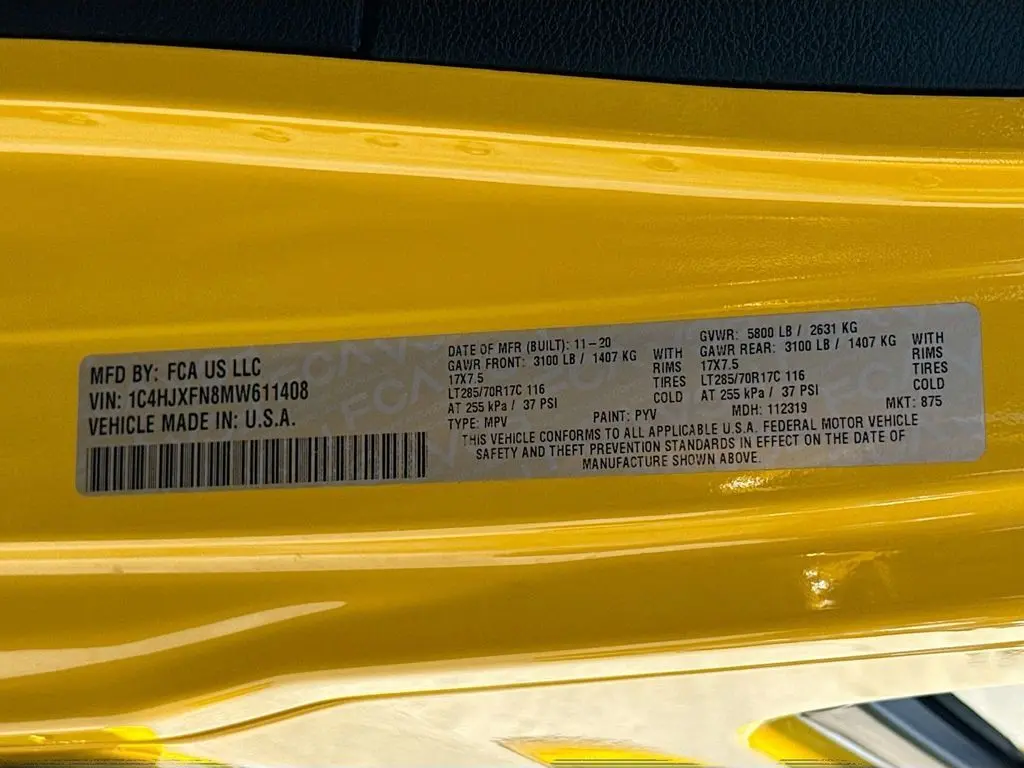 MFD BY: FCA US LLC
VIN: 1C4HJXFN8MW611408
VEHICLE MADE IN: U.S.A.
DATE OF MFR (BUILT): 11-20
GAWR FRONT: 3100 LB / 1407 KG WITH
17X7.5 RIMS
LT285/70R17C 116 TIRES
AT 255 kPa / 37 PSI COLD
GVWR: 5800 LB / 2631 KG
GAWR REAR: 3100 LB / 1407 KG WITH
17X7.5 RIMS
LT285/70R17C 116 TIRES
AT 255 kPa / 37 PSI COLD
TYPE: MPV PAINT: PYV MDH: 112319 MKT: 875
THIS VEHICLE CONFORMS TO ALL APPLICABLE U.S.A. FEDERAL MOTOR VEHICLE
SAFETY AND THEFT PREVENTION STANDARDS IN EFFECT ON THE DATE OF
MANUFACTURE SHOWN ABOVE.